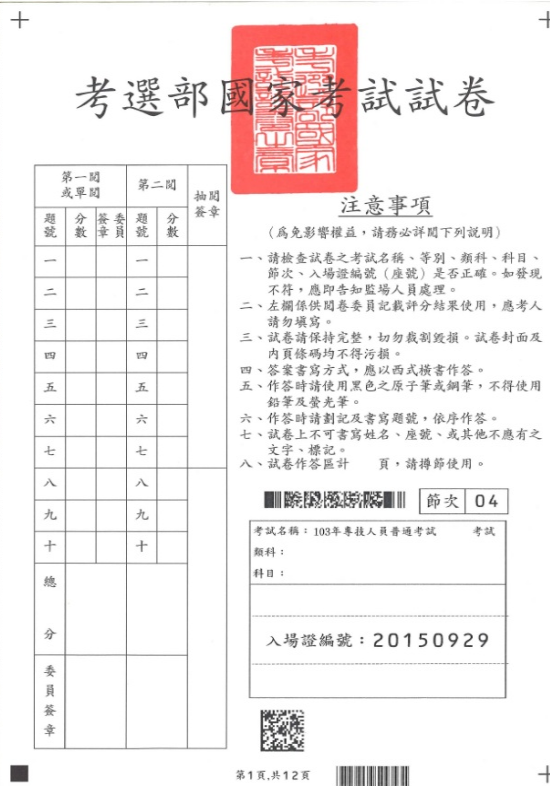 考選部國家考試試卷
第一閱或單閱 第二閱 抽閱簽章
題號 分數 委員簽章 題號 分數
一 一
二 二
三 三
四 四
五 五
六 六
七 七
八 八
九 九
十 十
總分
委員簽章
注意事項
(為免影響權益,請務必詳閱下列說明)
一、請檢查試卷之考試名稱、等別、類科、科目、
節次、入場證編號(座號)是否正確。如發現
不符,應即告知監場人員處理。
二、左欄係供閱卷委員記載評分結果使用,應考人
請勿填寫。
三、試卷請保持完整,切勿裁割毀損。試卷封面及
內頁條碼均不得污損。
四、答案書寫方式,應以西式橫書作答。
五、作答時請使用黑色之原子筆或鋼筆,不得使用
鉛筆及螢光筆。
六、作答時請劃記及書寫題號,依序作答。
七、試卷上不可書寫姓名、座號、或其他不應有之
文字、標記。
八、試卷作答區計 頁,請撙節使用。
節次 04
考試名稱:103年專技人員普通考試 考試
類科:
科目:
入場證編號:20150929
第1頁,共12頁